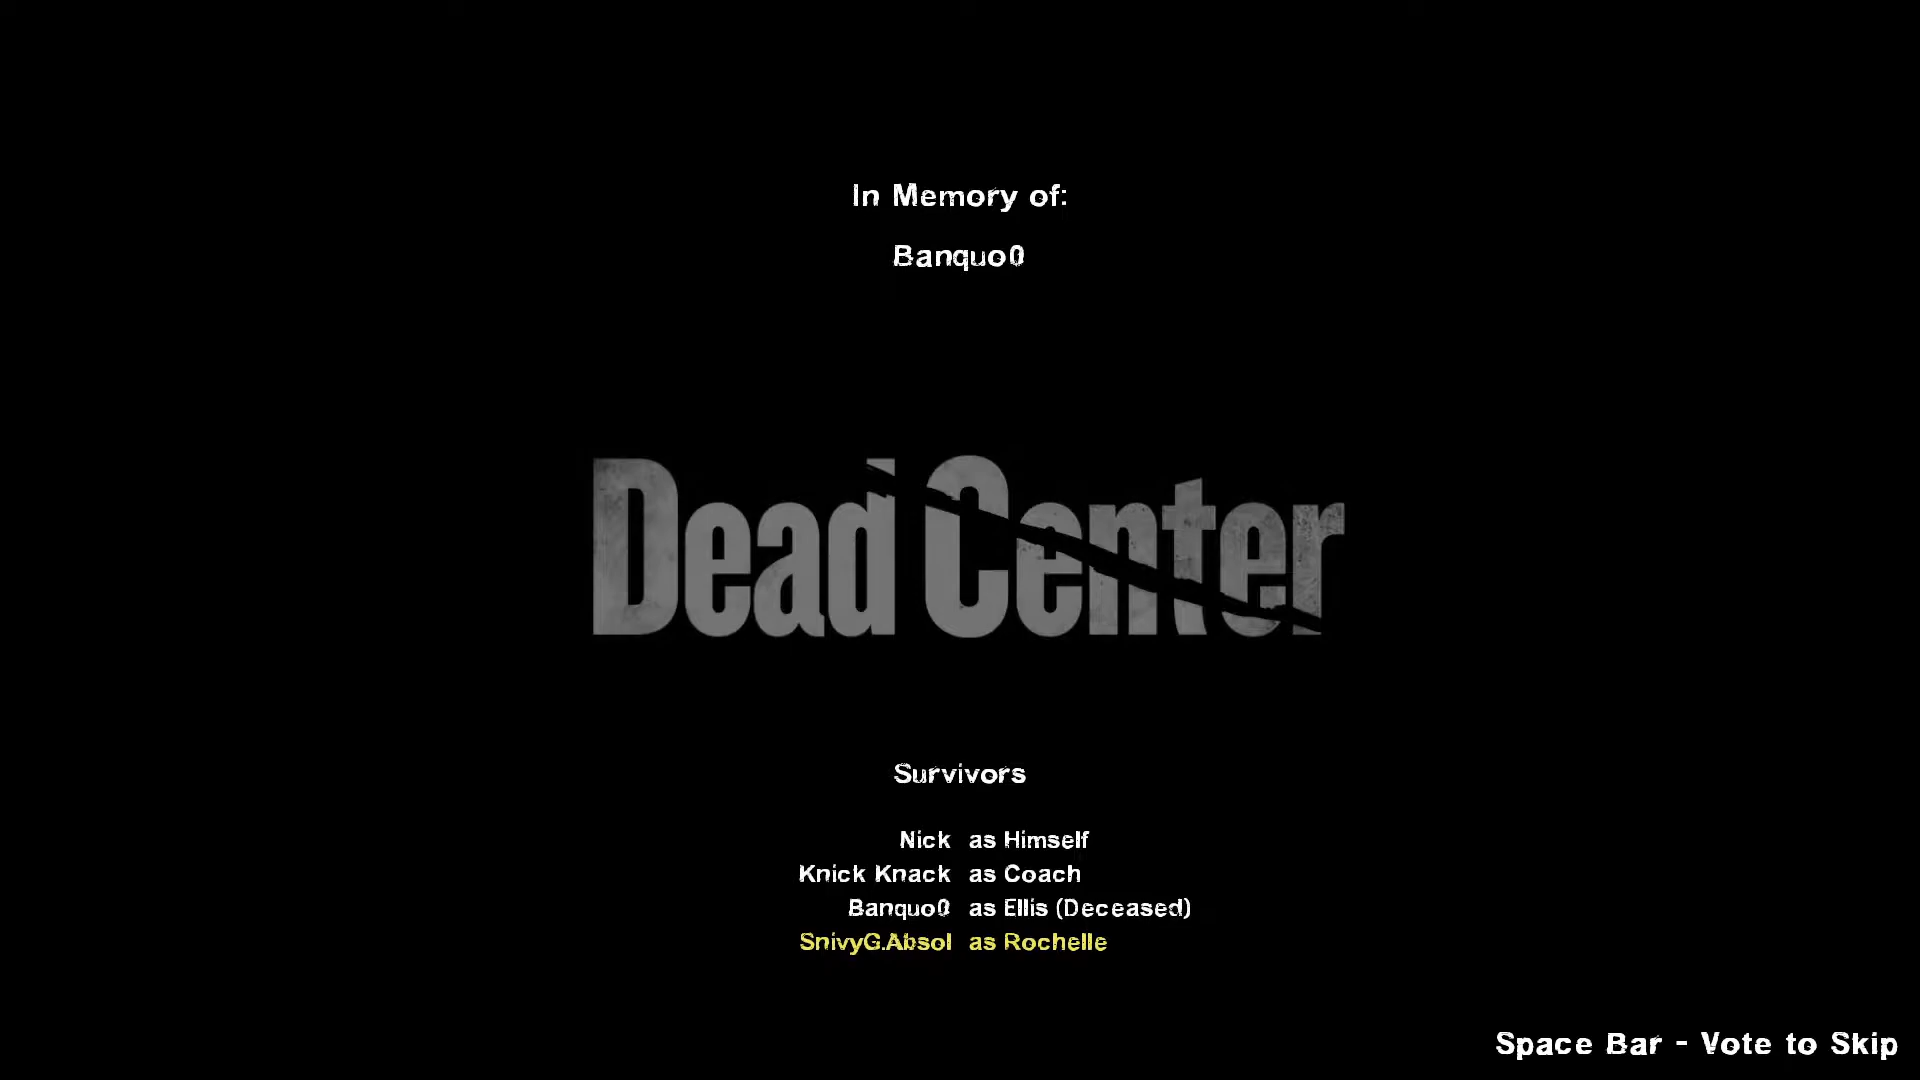 In Memory of:
Banquo0
Dead Center
Survivors
Nick as Himself
Knick Knack as Coach
Banquo0 as Ellis (Deceased)
SnivyG.Absol as Rochelle
Space Bar - Vote to Skip